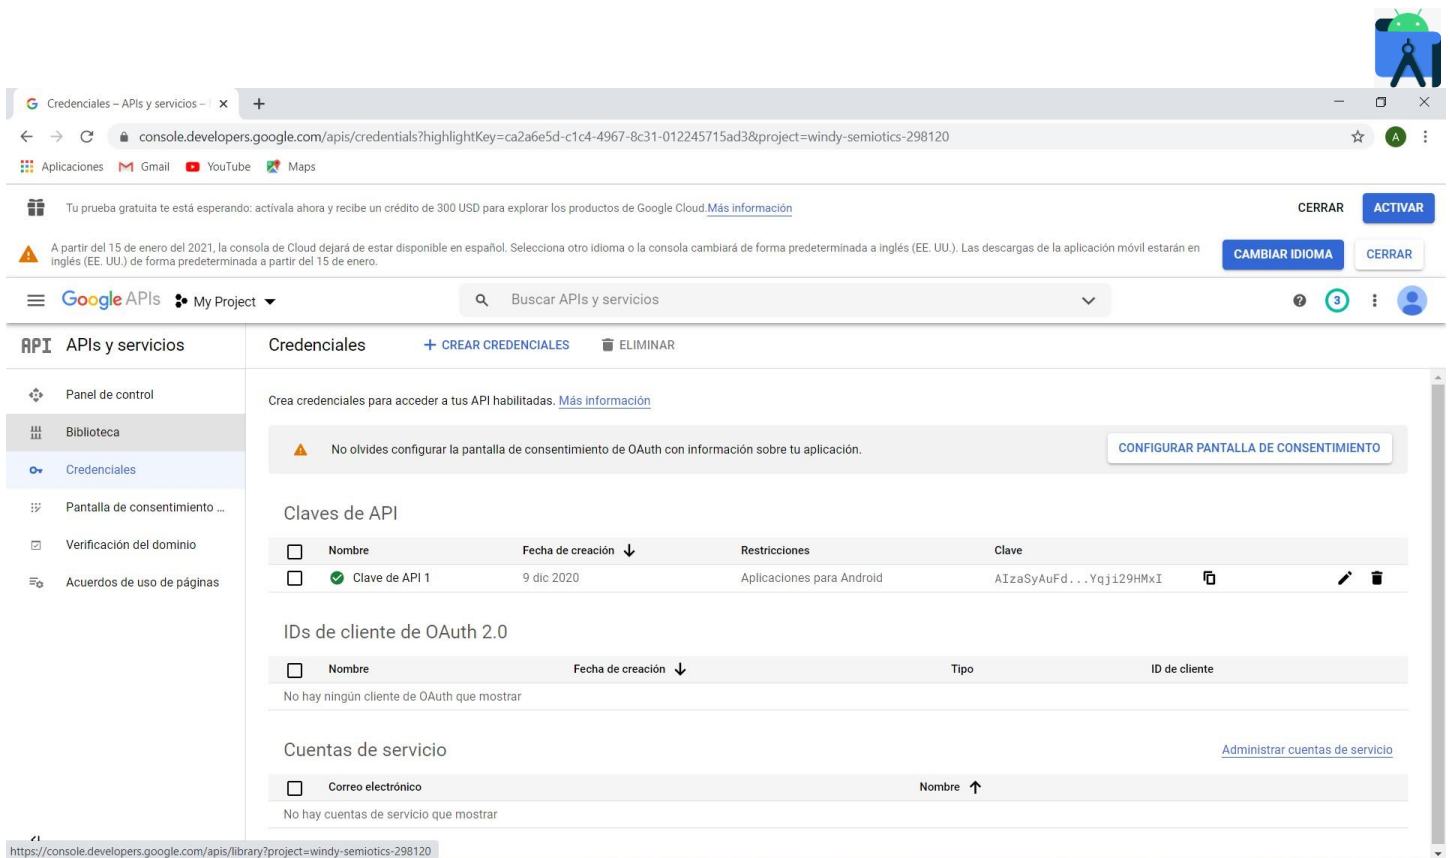 Credenciales – APIs y servicios –
console.developers.google.com/apis/credentials?highlightKey=ca2a6e5d-c1c4-4967-8c31-012245715ad3&project=windy-semiotics-298120
A
Aplicaciones Gmail YouTube Maps
Tu prueba gratuita te está esperando: actívala ahora y recibe un crédito de 300 USD para explorar los productos de Google Cloud.Más información CERRAR ACTIVAR
A partir del 15 de enero del 2021, la consola de Cloud dejará de estar disponible en español. Selecciona otro idioma o la consola cambiará de forma predeterminada a inglés (EE. UU.). Las descargas de la aplicación móvil estarán en
inglés (EE. UU.) de forma predeterminada a partir del 15 de enero.
CAMBIAR IDIOMA CERRAR
Google APIs My Project Buscar APIs y servicios 3
API APIs y servicios
Credenciales + CREAR CREDENCIALES ELIMINAR
Panel de control
Biblioteca
Credenciales
Pantalla de consentimiento ...
Verificación del dominio
Acuerdos de uso de páginas
Crea credenciales para acceder a tus API habilitadas. Más información
No olvides configurar la pantalla de consentimiento de OAuth con información sobre tu aplicación. CONFIGURAR PANTALLA DE CONSENTIMIENTO
Claves de API
Nombre Fecha de creación Restricciones Clave
Clave de API 1 9 dic 2020 Aplicaciones para Android AIzaSyAuFd...Yqji29HMxI
IDs de cliente de OAuth 2.0
Nombre Fecha de creación Tipo ID de cliente
No hay ningún cliente de OAuth que mostrar
Cuentas de servicio Administrar cuentas de servicio
Correo electrónico Nombre
No hay cuentas de servicio que mostrar
https://console.developers.google.com/apis/library?project=windy-semiotics-298120